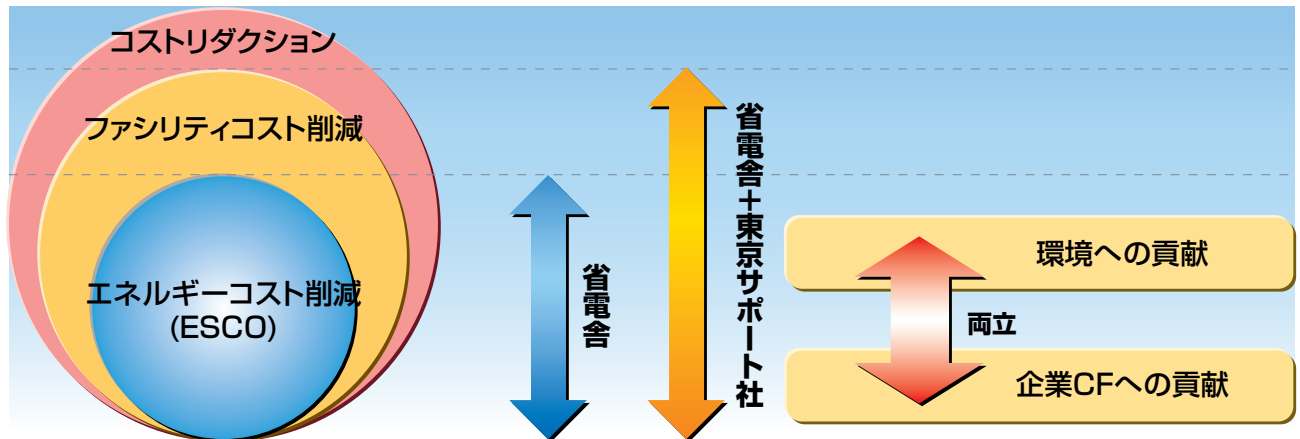 コストリダクション
ファシリティコスト削減
エネルギーコスト削減
(ESCO)
省電舎
省電舎＋東京サポート社
環境への貢献
両立
企業CFへの貢献